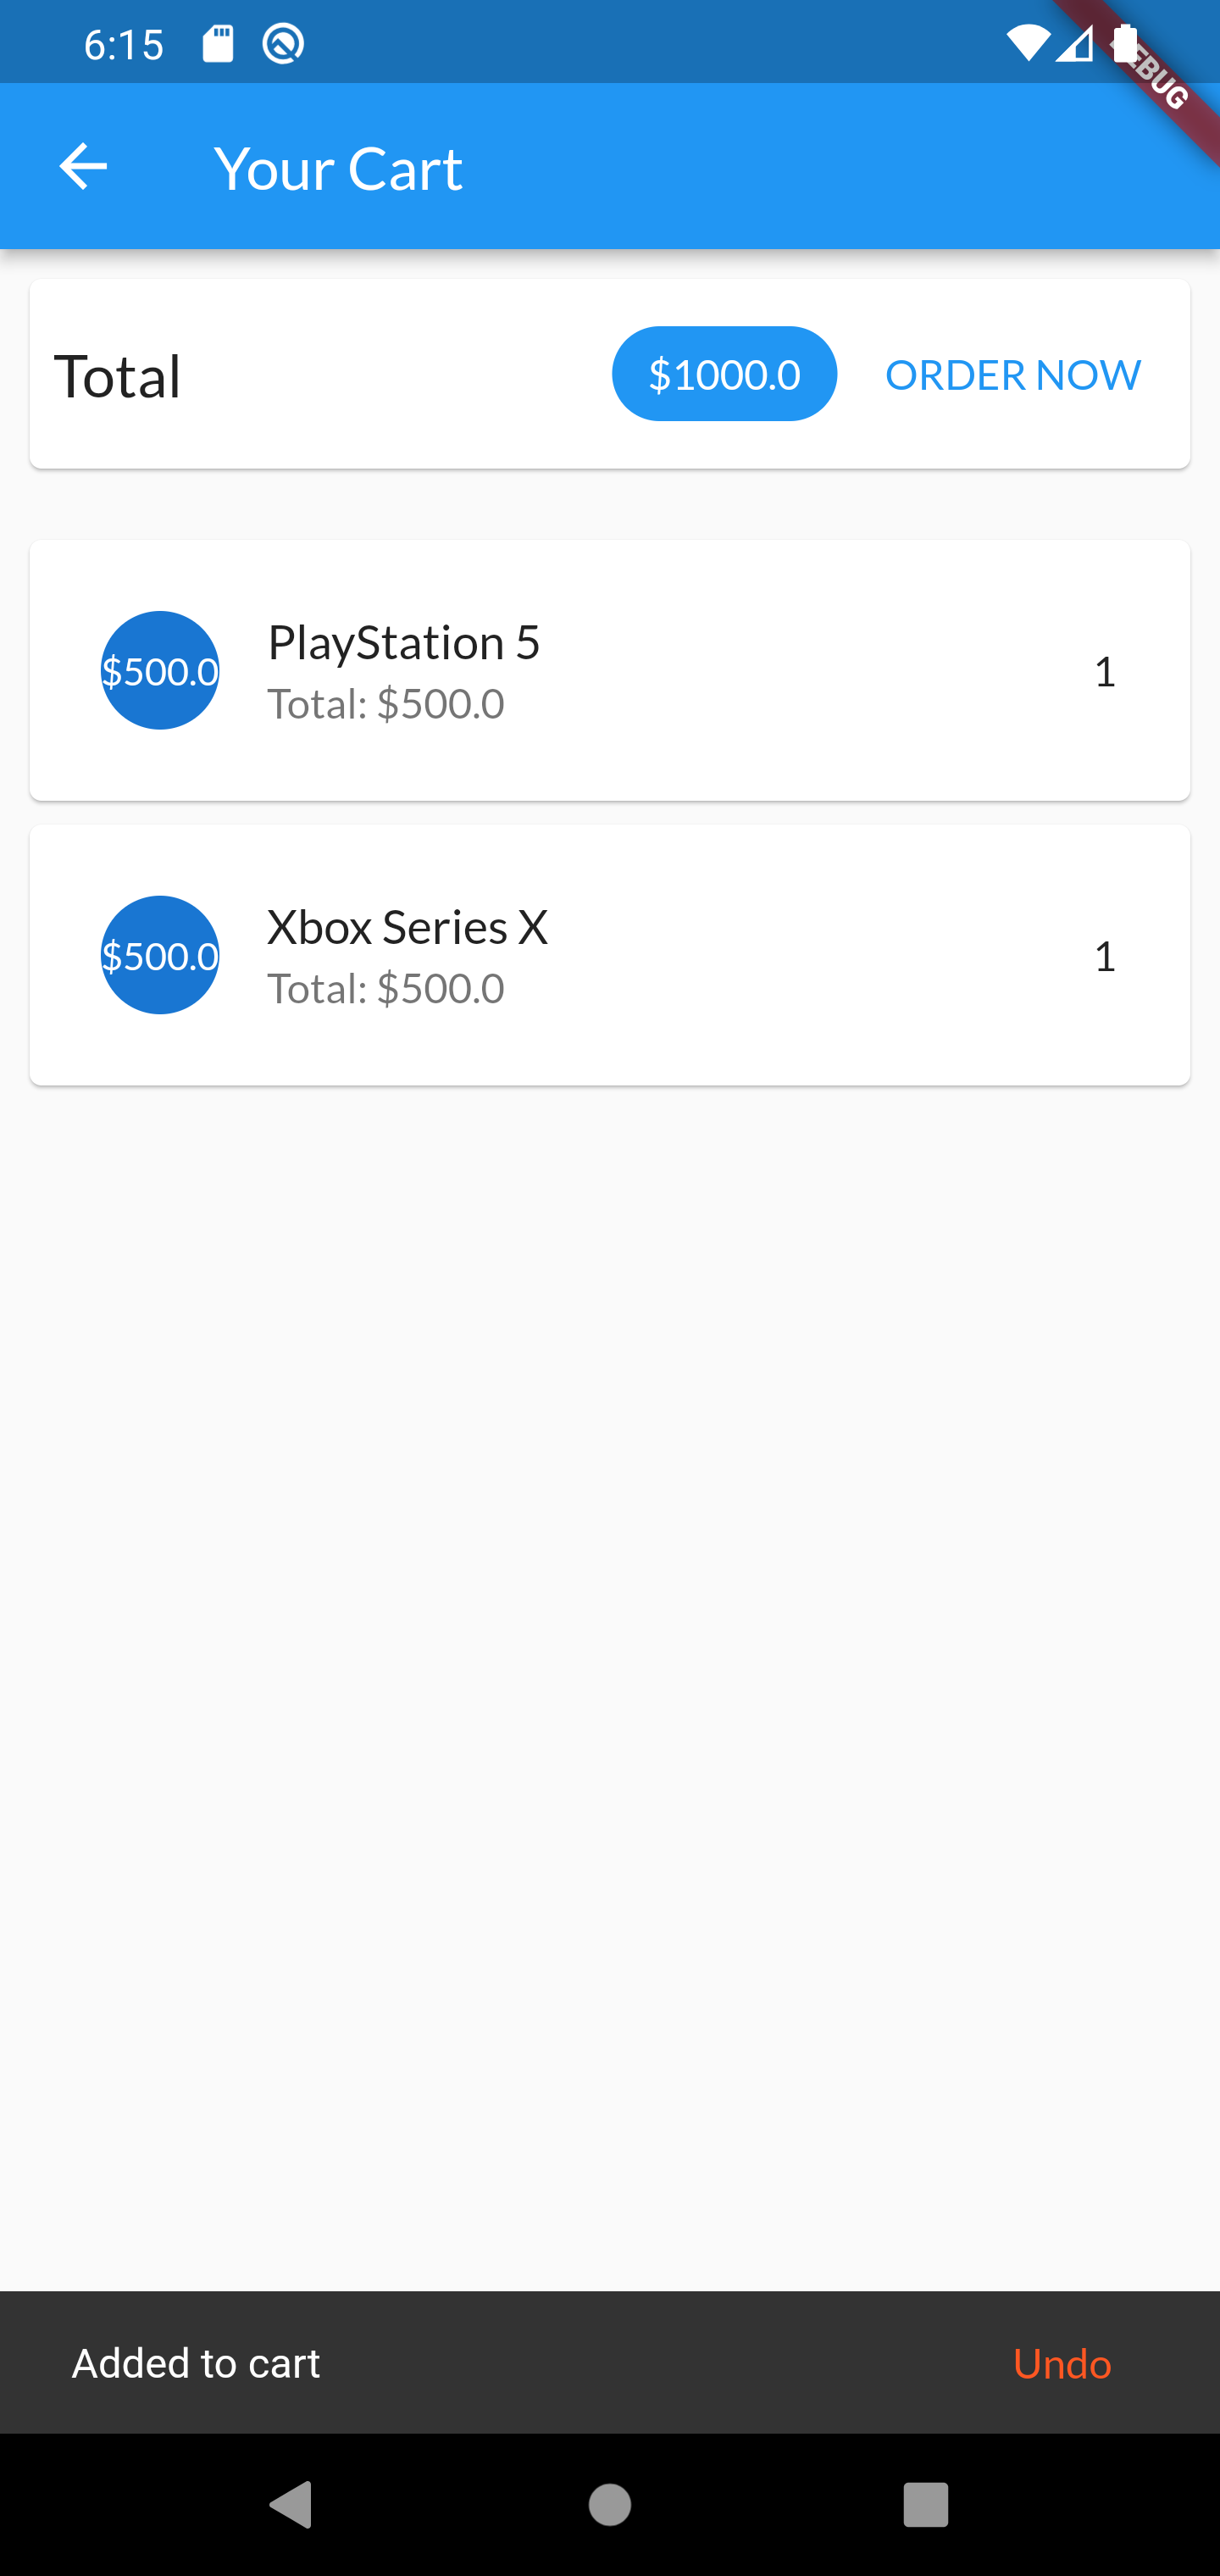 6:15
DEBUG
Your Cart
Total
$1000.0
ORDER NOW
PlayStation 5
$500.0
Total: $500.0
1
Xbox Series X
$500.0
Total: $500.0
1
Added to cart
Undo